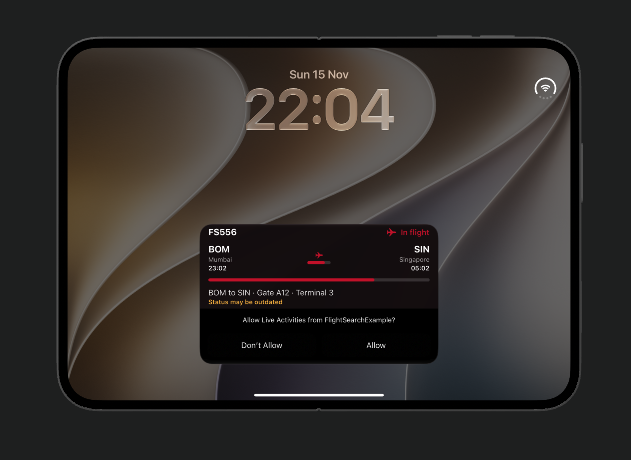 Sun 15 Nov
22:04
FS556
In flight
BOM
SIN
Mumbai
Singapore
23:02
05:02
BOM to SIN · Gate A12 · Terminal 3
Status may be outdated
Allow Live Activities from FlightSearchExample?
Don't Allow
Allow